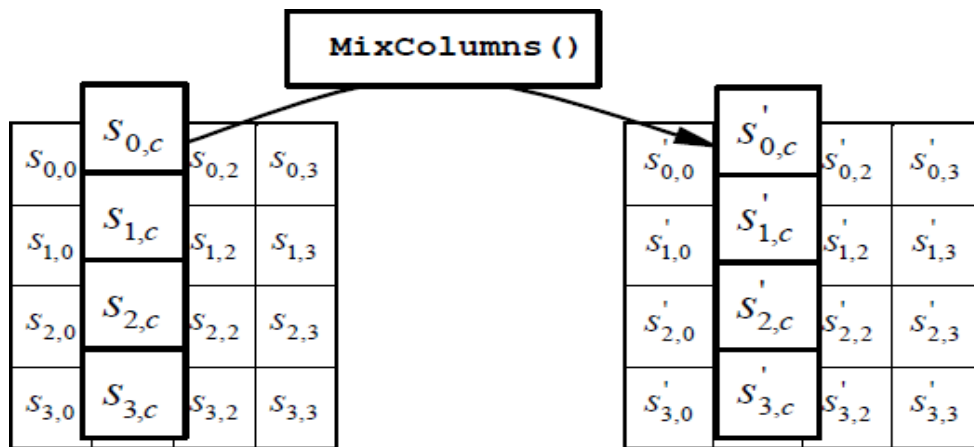 MixColumns()
S0,0 S0,c S0,2 S0,3 S'0,0 S'0,c S'0,2 S'0,3
S1,0 S1,c S1,2 S1,3 S'1,0 S'1,c S'1,2 S'1,3
S2,0 S2,c S2,2 S2,3 S'2,0 S'2,c S'2,2 S'2,3
S3,0 S3,c S3,2 S3,3 S'3,0 S'3,c S'3,2 S'3,3